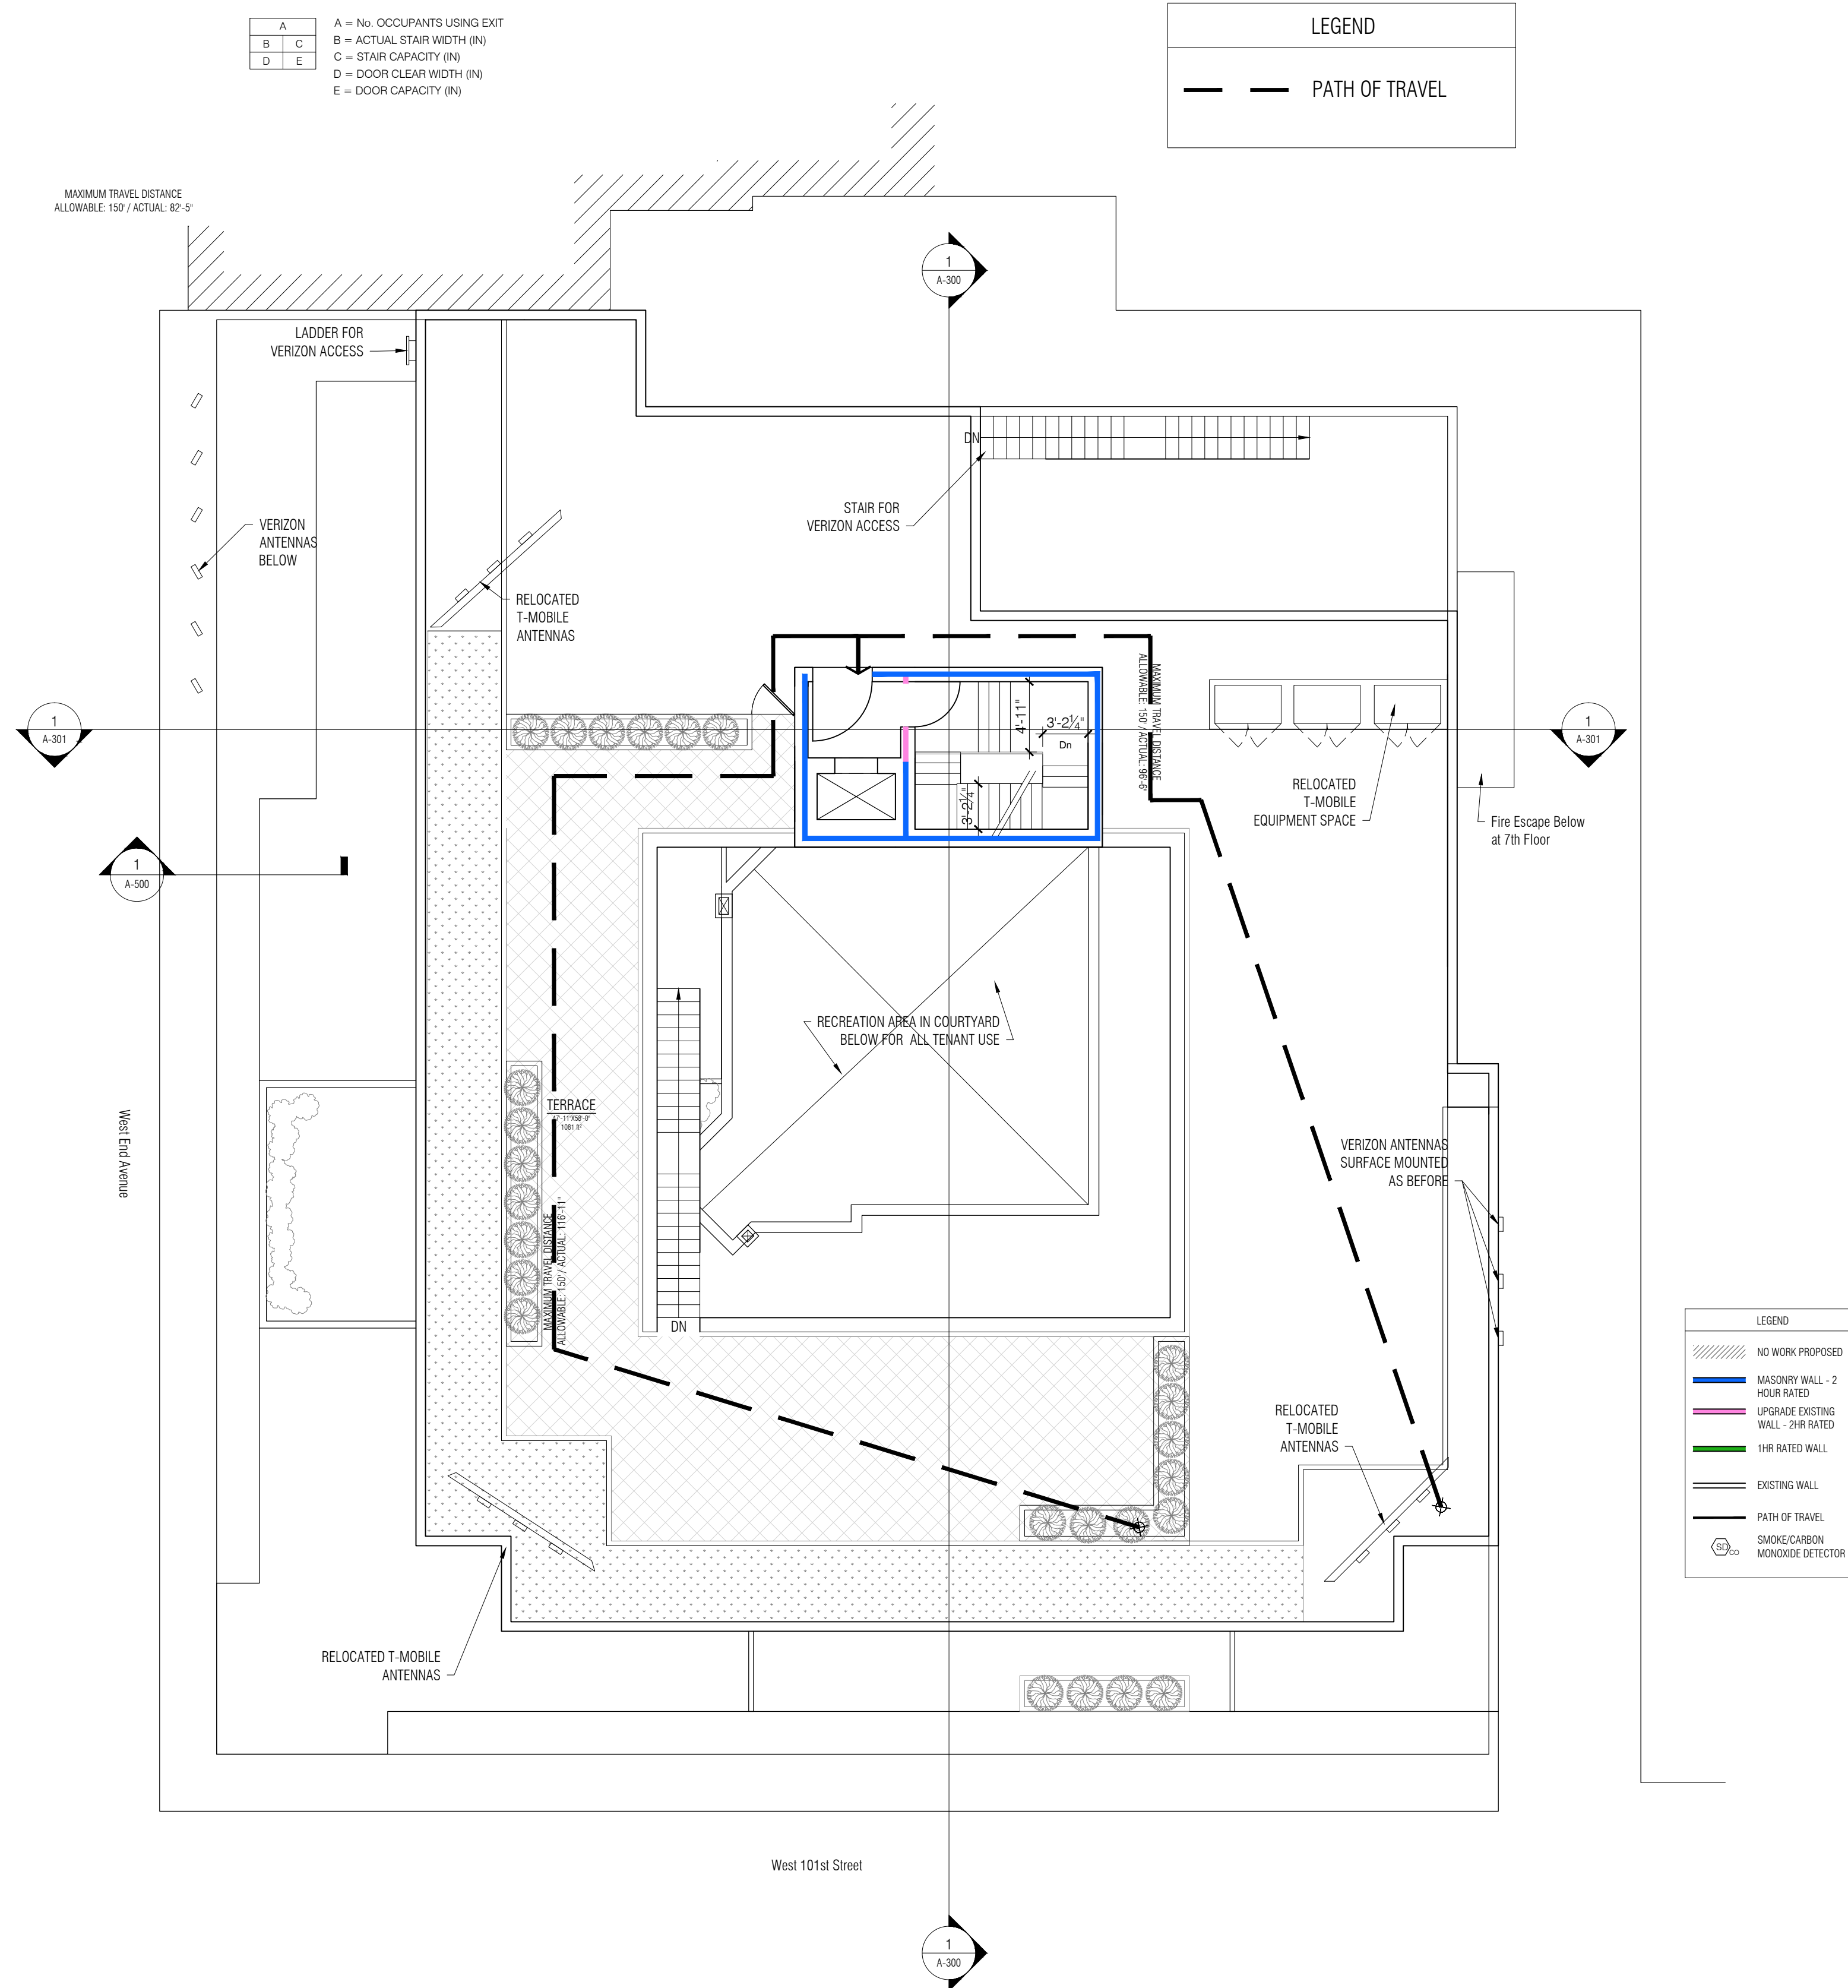 A
B C
D E
A = No. OCCUPANTS USING EXIT
B = ACTUAL STAIR WIDTH (IN)
C = STAIR CAPACITY (IN)
D = DOOR CLEAR WIDTH (IN)
E = DOOR CAPACITY (IN)
LEGEND
PATH OF TRAVEL
MAXIMUM TRAVEL DISTANCE
ALLOWABLE: 150' / ACTUAL: 82'-5"
1
A-300
LADDER FOR
VERIZON ACCESS
DN
STAIR FOR
VERIZON ACCESS
VERIZON
ANTENNAS
BELOW
RELOCATED
T-MOBILE
ANTENNAS
MAXIMUM TRAVEL DISTANCE
ALLOWABLE: 150' / ACTUAL: 96'-6"
4'-11"
3'-2¼"
Dn
3'-2¼"
1
A-301
1
A-301
RELOCATED
T-MOBILE
EQUIPMENT SPACE
Fire Escape Below
at 7th Floor
1
A-500
RECREATION AREA IN COURTYARD
BELOW FOR ALL TENANT USE
TERRACE
1081 ft²
West End Avenue
VERIZON ANTENNAS
SURFACE MOUNTED
AS BEFORE
MAXIMUM TRAVEL DISTANCE
ALLOWABLE: 150' / ACTUAL: 116'-11"
DN
RELOCATED
T-MOBILE
ANTENNAS
LEGEND
NO WORK PROPOSED
MASONRY WALL - 2
HOUR RATED
UPGRADE EXISTING
WALL - 2HR RATED
1HR RATED WALL
EXISTING WALL
PATH OF TRAVEL
SD CO
SMOKE/CARBON
MONOXIDE DETECTOR
RELOCATED T-MOBILE
ANTENNAS
West 101st Street
1
A-300